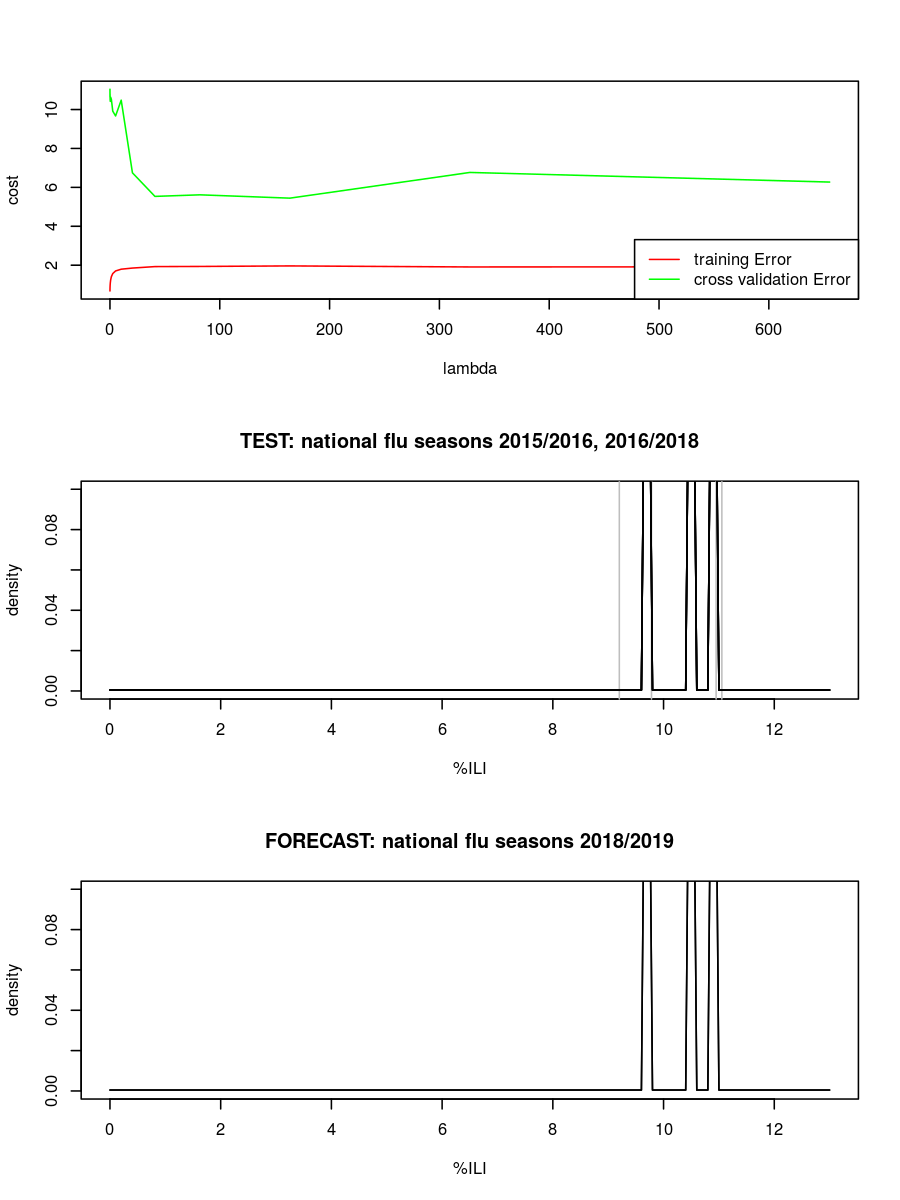 cost
10
8
6
4
2
training Error
cross validation Error
0 100 200 300 400 500 600
lambda
TEST: national flu seasons 2015/2016, 2016/2018
density
0.08
0.04
0.00
0 2 4 6 8 10 12
%ILI
FORECAST: national flu seasons 2018/2019
density
0.08
0.04
0.00
0 2 4 6 8 10 12
%ILI